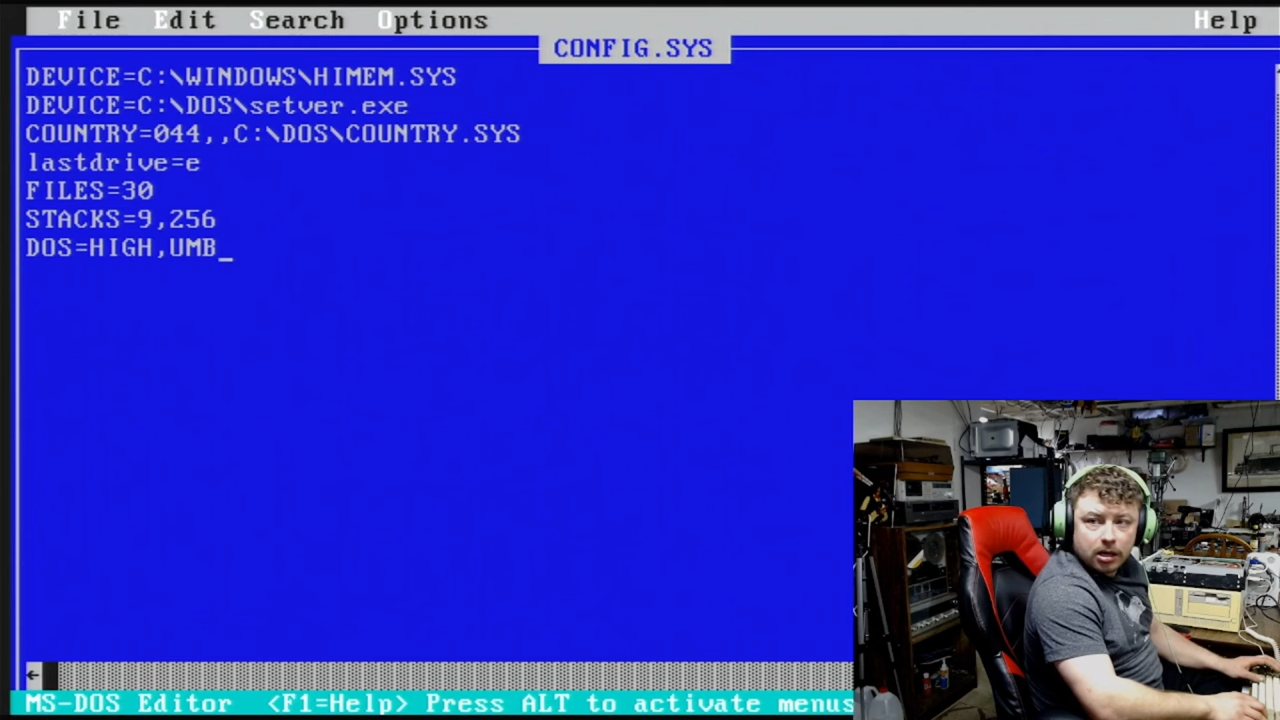 File Edit Search Options Help
CONFIG.SYS
DEVICE=C:\WINDOWS\HIMEM.SYS
DEVICE=C:\DOS\setver.exe
COUNTRY=044,,C:\DOS\COUNTRY.SYS
lastdrive=e
FILES=30
STACKS=9,256
DOS=HIGH,UMB_
MS-DOS Editor <F1=Help> Press ALT to activate menus